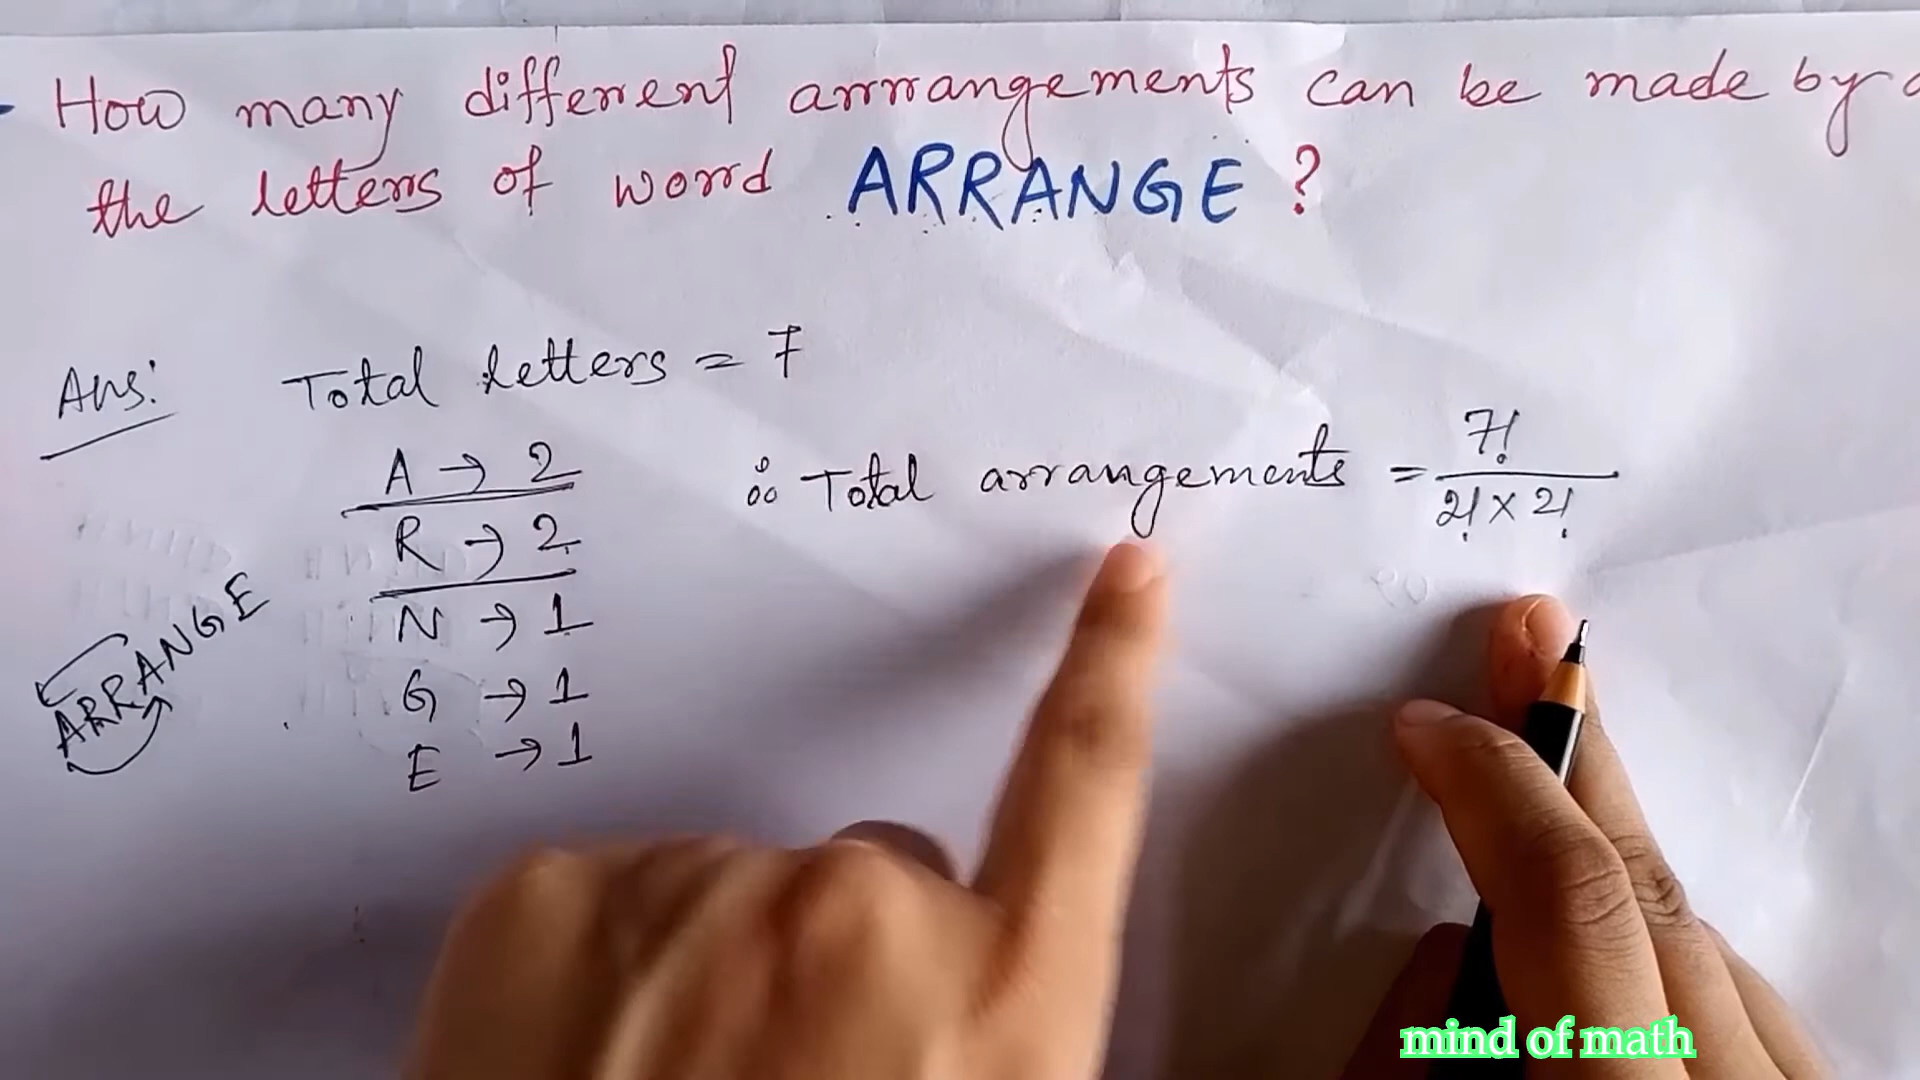 How many different arrangements can be made by
the letters of word ARRANGE ?
Ans: Total letters = 7
A → 2
R → 2
N → 1
G → 1
E → 1
ARRANGE
∴ Total arrangements = 7! / 2! × 2!
mind of math